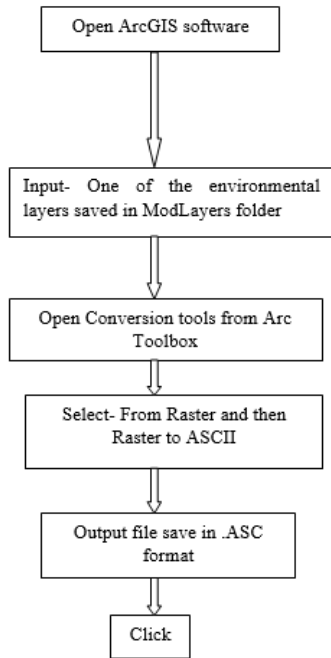 Open ArcGIS software
Input- One of the environmental
layers saved in ModLayers folder
Open Conversion tools from Arc
Toolbox
Select- From Raster and then
Raster to ASCII
Output file save in .ASC
format
Click